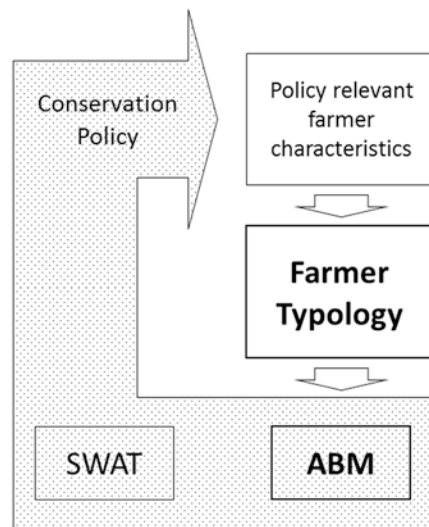 Conservation
Policy
Policy relevant
farmer
characteristics
Farmer
Typology
SWAT
ABM